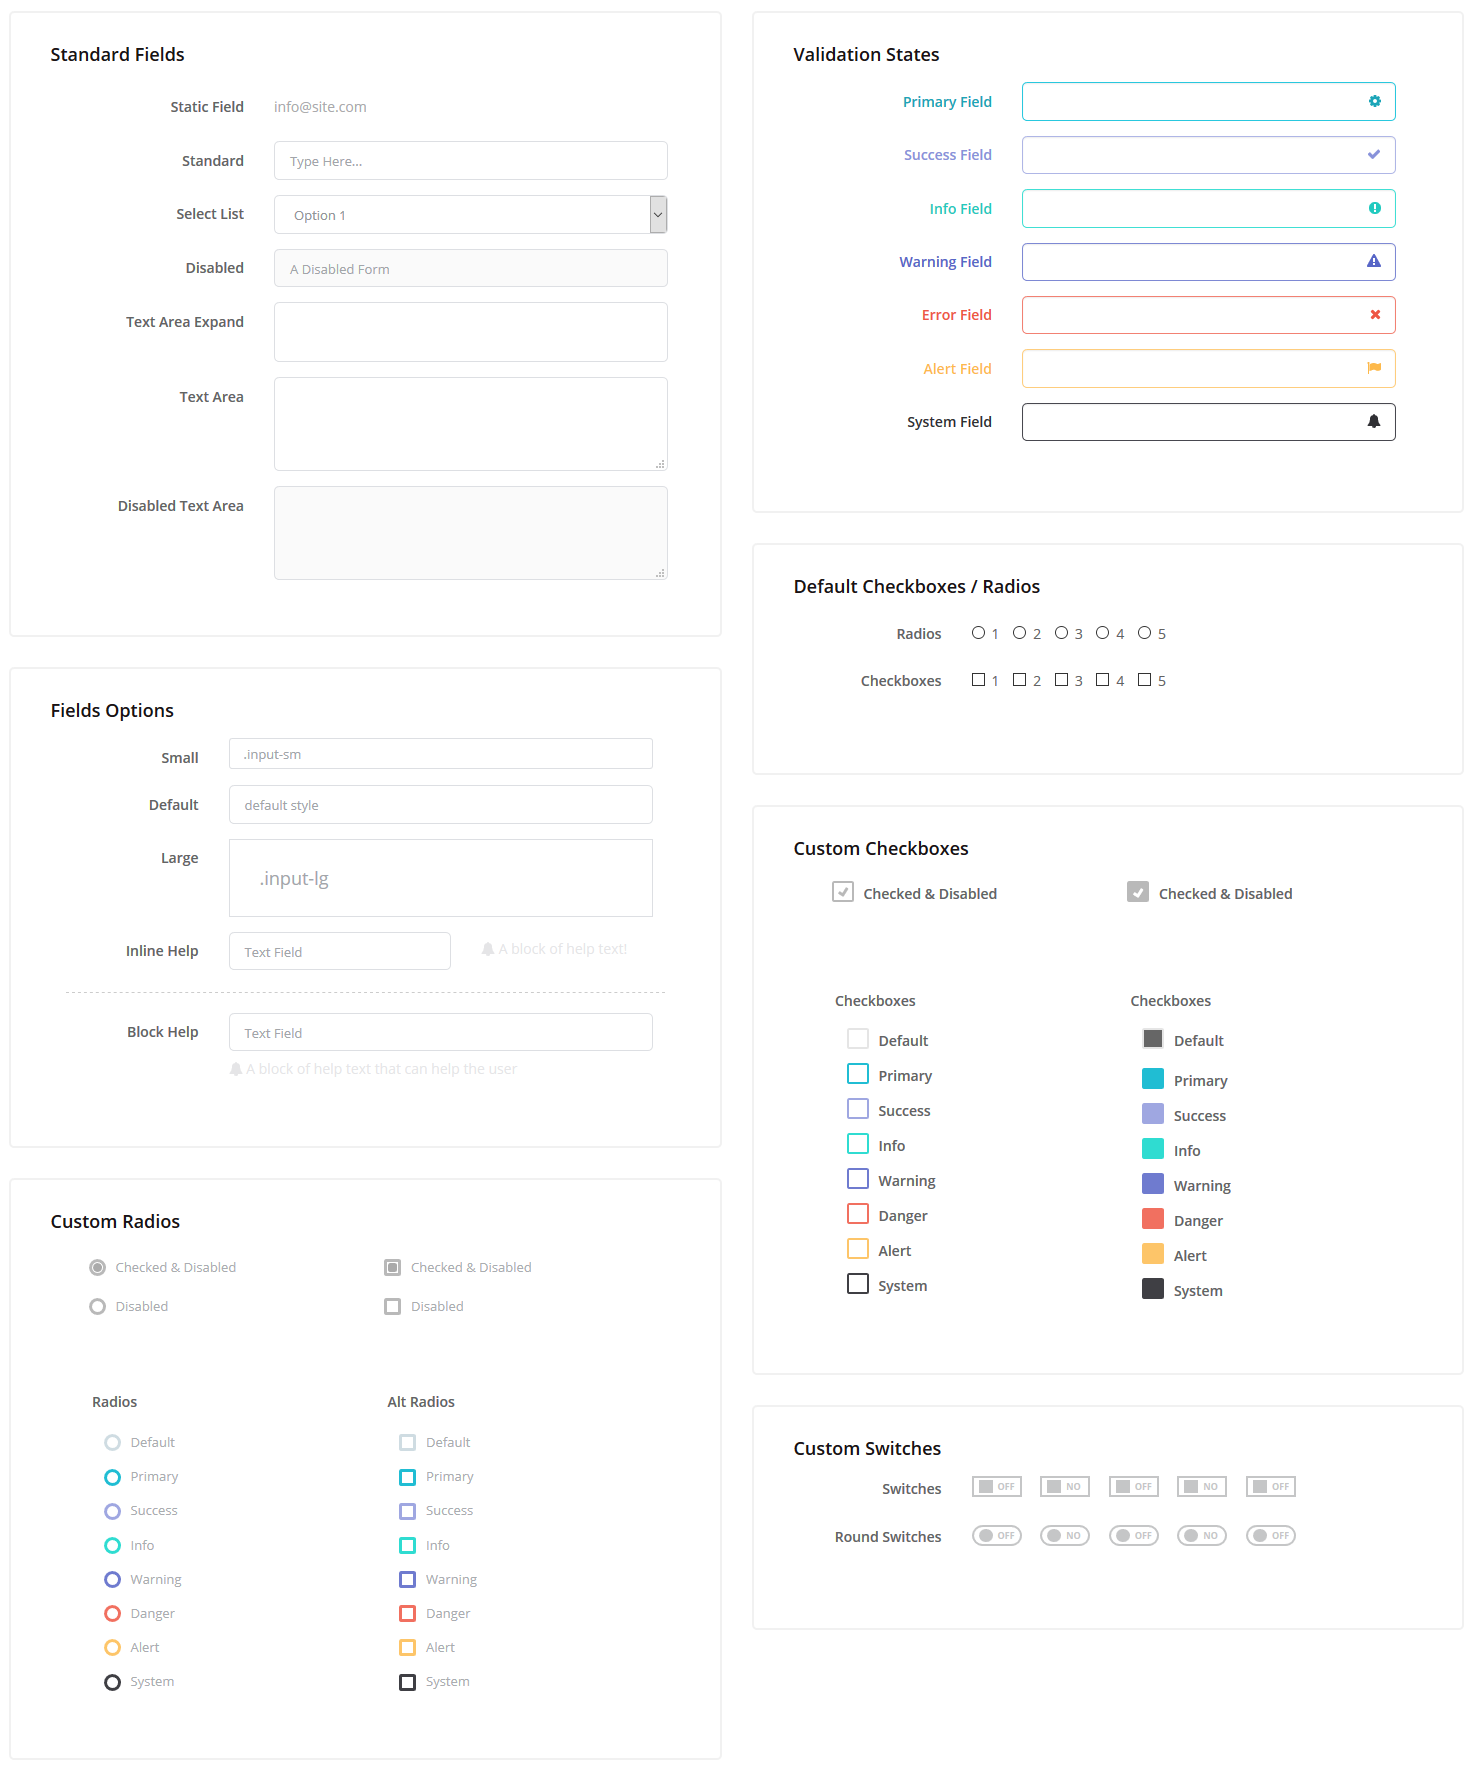 Standard Fields
Static Field info@site.com
Standard Type Here...
Select List Option 1
Disabled A Disabled Form
Text Area Expand
Text Area
Disabled Text Area
Fields Options
Small .input-sm
Default default style
Large .input-lg
Inline Help Text Field A block of help text!
Block Help Text Field
A block of help text that can help the user
Custom Radios
Checked & Disabled Checked & Disabled
Disabled Disabled
Radios Alt Radios
Default Default
Primary Primary
Success Success
Info Info
Warning Warning
Danger Danger
Alert Alert
System System
Validation States
Primary Field
Success Field
Info Field
Warning Field
Error Field
Alert Field
System Field
Default Checkboxes / Radios
Radios 1 2 3 4 5
Checkboxes 1 2 3 4 5
Custom Checkboxes
Checked & Disabled Checked & Disabled
Checkboxes Checkboxes
Default Default
Primary Primary
Success Success
Info Info
Warning Warning
Danger Danger
Alert Alert
System System
Custom Switches
Switches OFF NO OFF NO OFF
Round Switches OFF NO OFF NO OFF